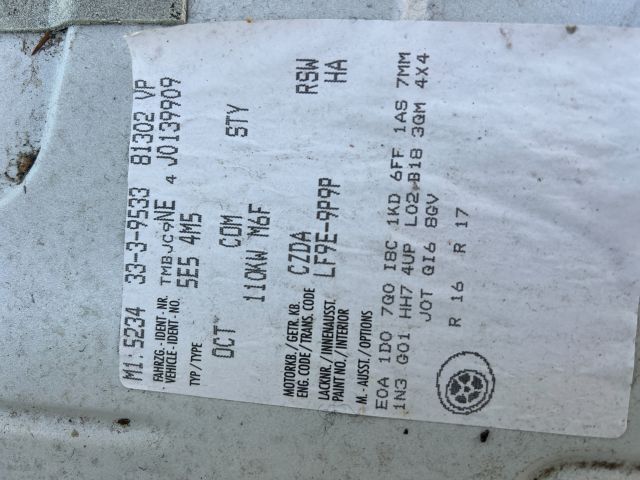 M1:5234 33-3-9533 81302 VP
FAHRZG.-IDENT-NR.
VEHICLE-IDENT-NO. TMBJC9NE 4 J0139909
TYP/TYPE 5E5 4M5
OCT COM STY RSW
110KW M6F HA
MOTORKB./GETR.KB.
ENG. CODE/TRANS. CODE CZDA
LACKNR./INNENAUSST.
PAINT NO./INTERIOR LF9E-9P9P
M.-AUSST./OPTIONS
E0A 1D0 7Q0 I8C 1KD 6FF 1AS 7MM
1N3 G01 HH7 4UP L02 B18 3GM 4X4
J0T QI6 8GV
R 16 R 17